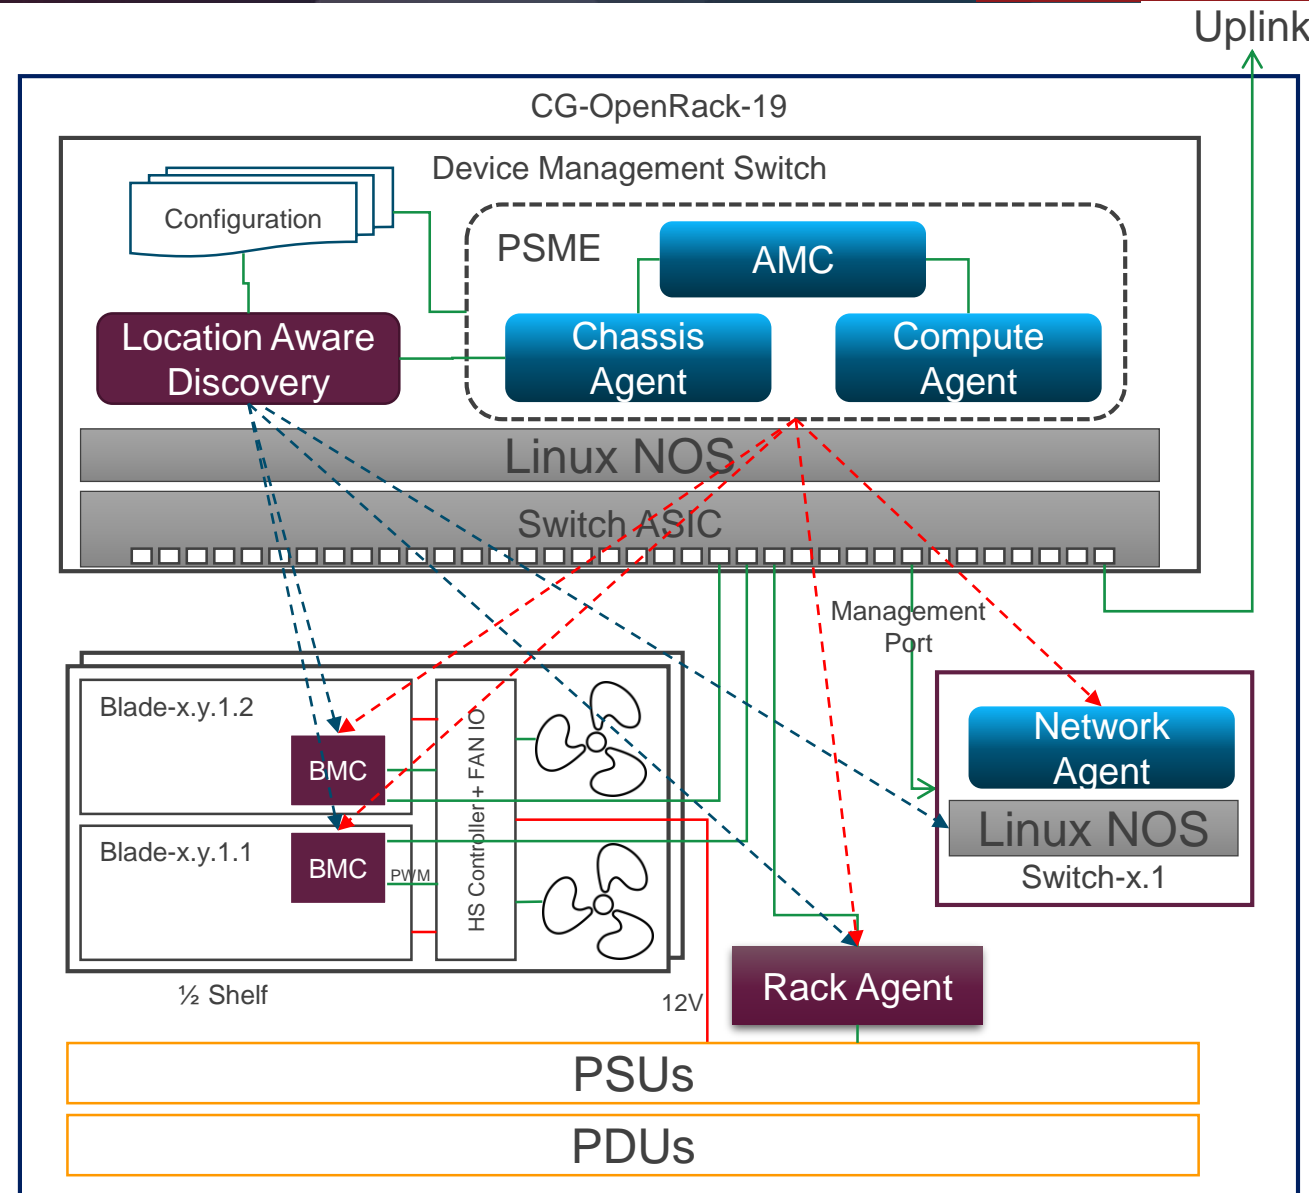 Uplink
CG-OpenRack-19
Device Management Switch
Configuration
PSME
AMC
Location Aware
Discovery
Chassis
Agent
Compute
Agent
Linux NOS
Switch ASIC
Management
Port
Blade-x.y.1.2
BMC
HS Controller + FAN IO
Blade-x.y.1.1
BMC
PWM
Network
Agent
Linux NOS
Switch-x.1
½ Shelf
12V
Rack Agent
PSUs
PDUs